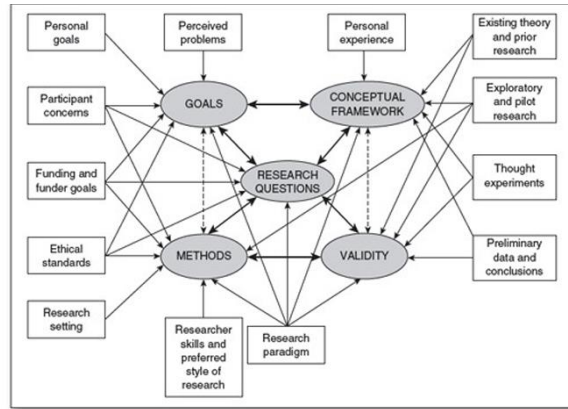 Personal
goals
Perceived
problems
Personal
experience
Existing theory
and prior
research
Participant
concerns
GOALS
CONCEPTUAL
FRAMEWORK
Exploratory
and pilot
research
Funding and
funder goals
RESEARCH
QUESTIONS
Thought
experiments
Ethical
standards
METHODS
VALIDITY
Preliminary
data and
conclusions
Research
setting
Researcher
skills and
preferred
style of
research
Research
paradigm